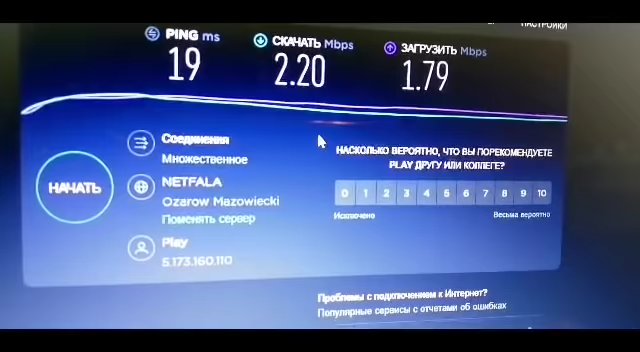 НАСТРОЙКИ
PING ms
СКАЧАТЬ Mbps
ЗАГРУЗИТЬ Mbps
19
2.20
1.79
Соединения
Множественное
НАЧАТЬ
NETFALA
Ozarow Mazowiecki
Поменять сервер
Play
5.173.160.110
НАСКОЛЬКО ВЕРОЯТНО, ЧТО ВЫ ПОРЕКОМЕНДУЕТЕ
PLAY ДРУГУ ИЛИ КОЛЛЕГЕ?
0 1 2 3 4 5 6 7 8 9 10
Исключено
Весьма вероятно
Проблемы с подключением к Интернет?
Популярные сервисы с отчетами об ошибках